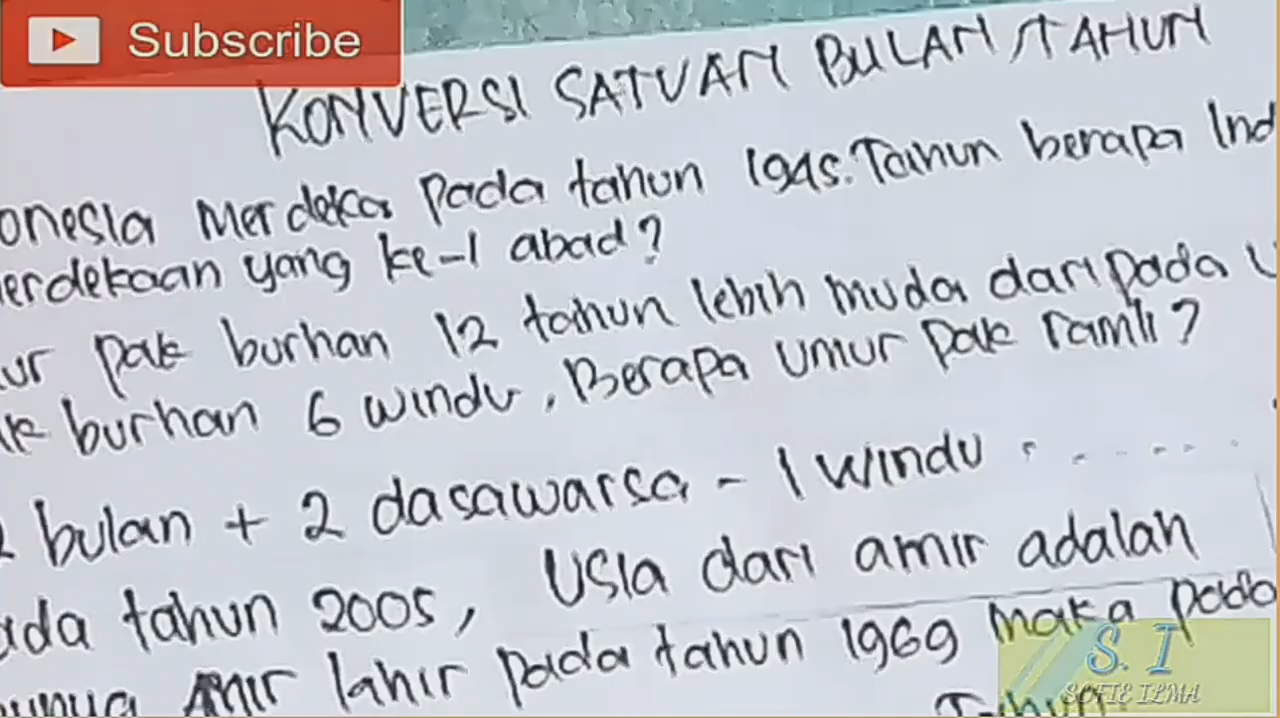 Subscribe
KONVERSI SATUAN BULAN / TAHUN
onesia Merdeka pada tahun 1945. Tahun berapa Ind
erdekaan yang ke-1 abad?
ur pak burhan 12 tahun lebih muda daripada u
ak burhan 6 windu, Berapa umur pak ramli?
bulan + 2 dasawarsa - 1 windu .......
ada tahun 2005, Usia dari amir adalah
amir lahir pada tahun 1969 maka pada
Tahun.
S. I
SOFIE ILMA